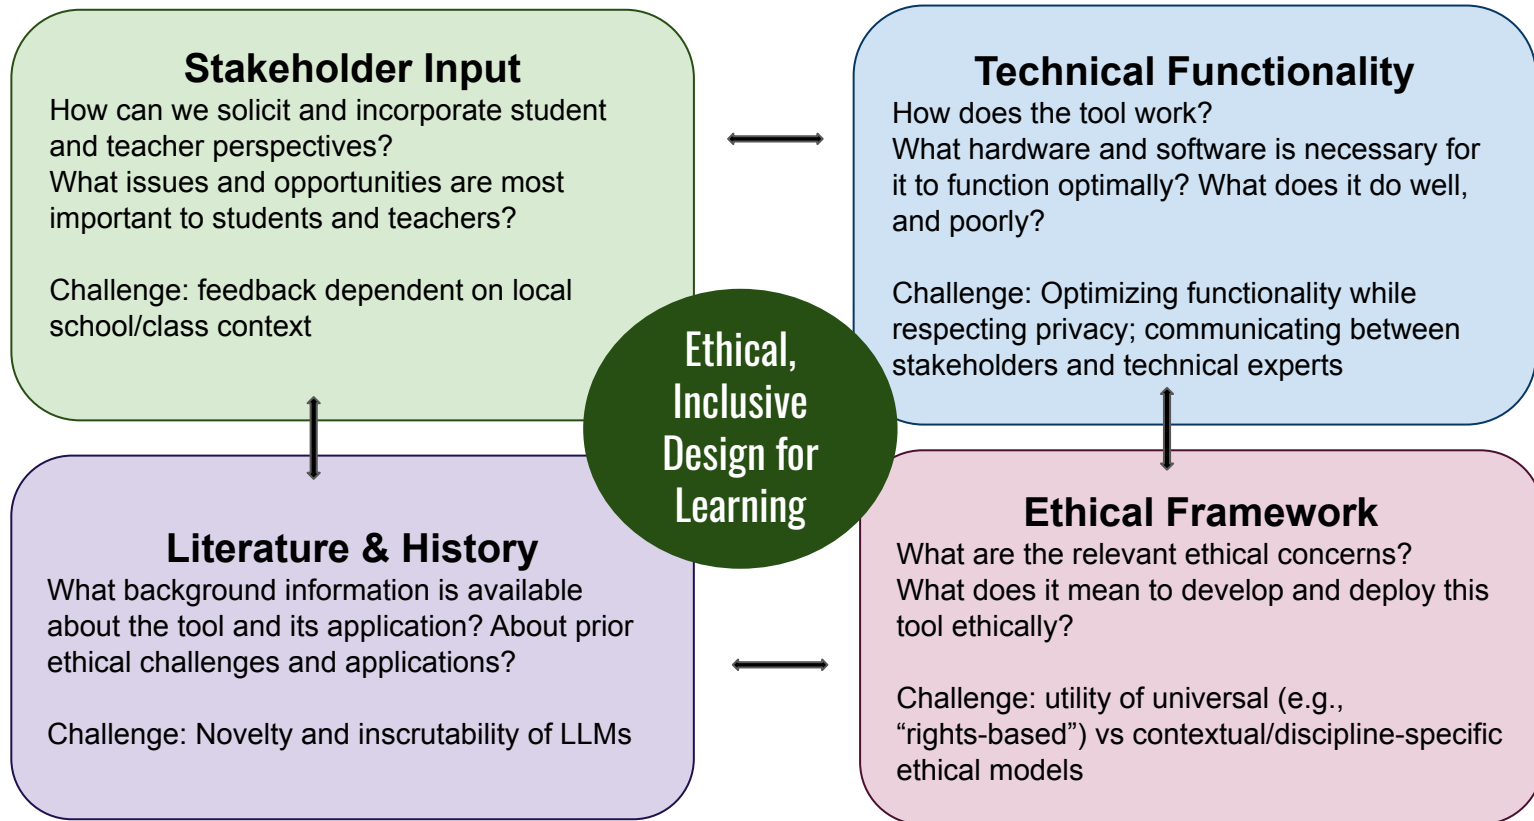 Stakeholder Input
How can we solicit and incorporate student
and teacher perspectives?
What issues and opportunities are most
important to students and teachers?
Challenge: feedback dependent on local
school/class context
Technical Functionality
How does the tool work?
What hardware and software is necessary for
it to function optimally? What does it do well,
and poorly?
Challenge: Optimizing functionality while
respecting privacy; communicating between
stakeholders and technical experts
Ethical,
Inclusive
Design for
Learning
Literature & History
What background information is available
about the tool and its application? About prior
ethical challenges and applications?
Challenge: Novelty and inscrutability of LLMs
Ethical Framework
What are the relevant ethical concerns?
What does it mean to develop and deploy this
tool ethically?
Challenge: utility of universal (e.g.,
“rights-based”) vs contextual/discipline-specific
ethical models